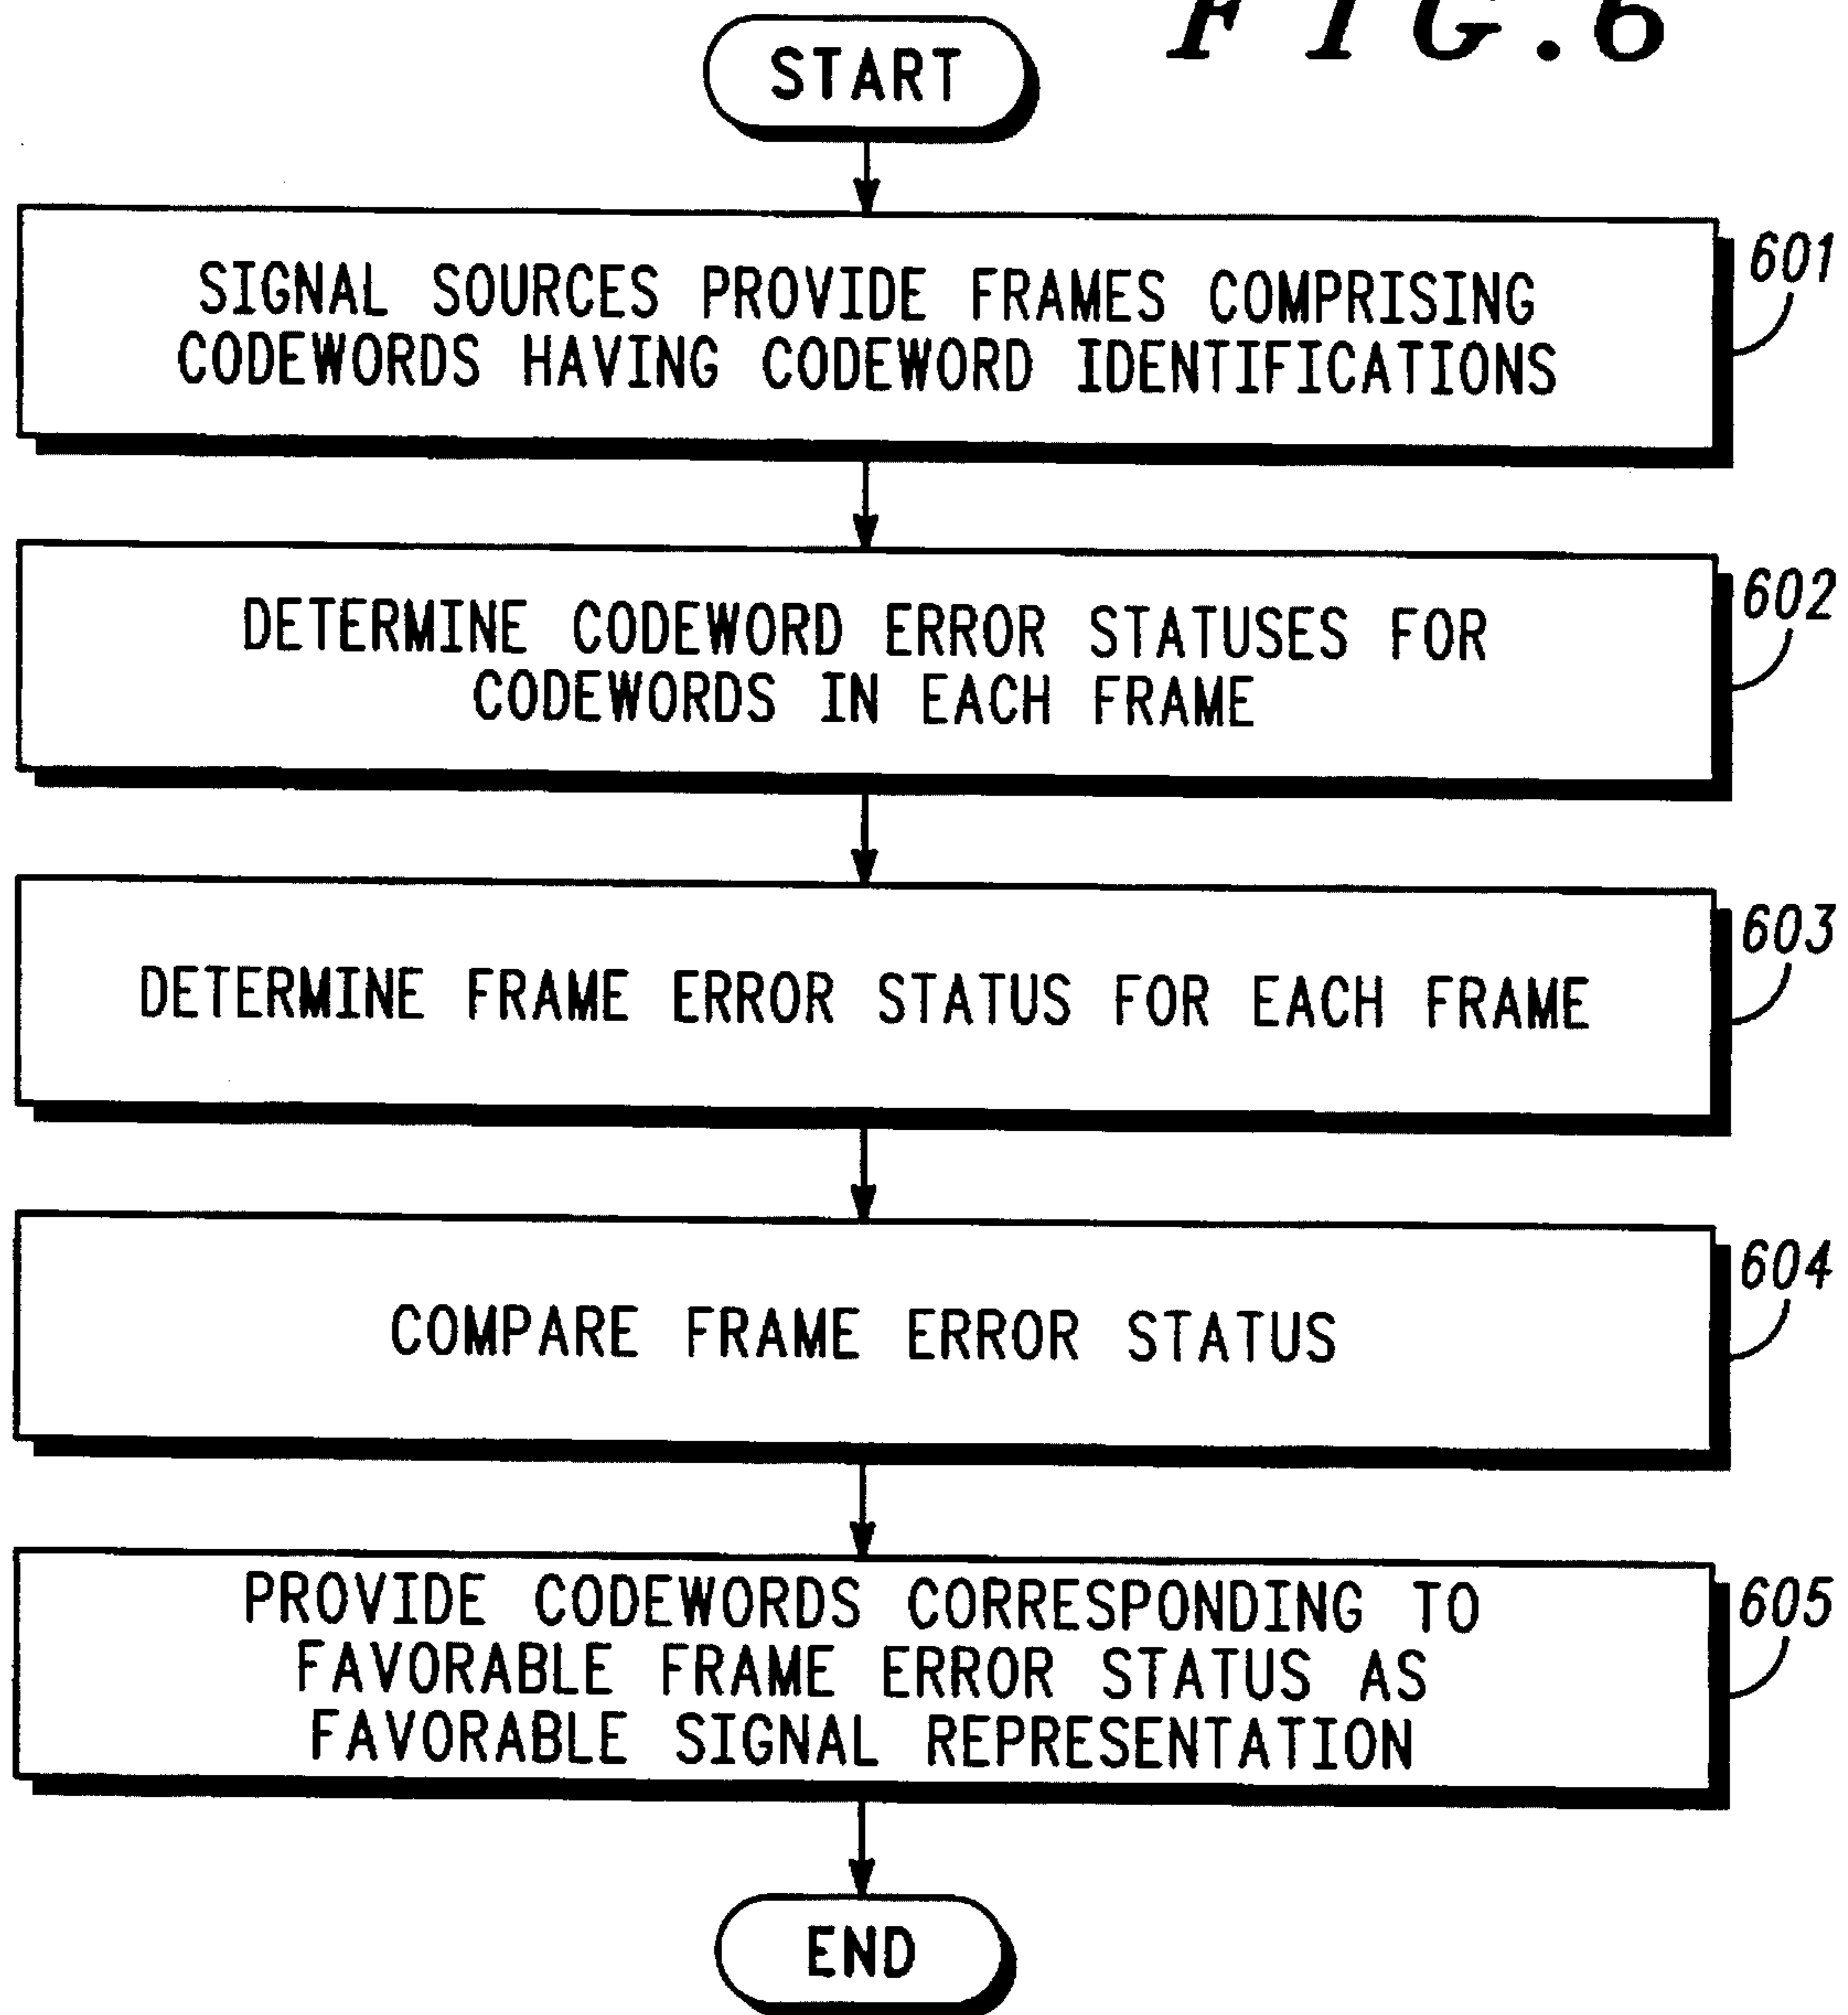 FIG.6
START
SIGNAL SOURCES PROVIDE FRAMES COMPRISING
CODEWORDS HAVING CODEWORD IDENTIFICATIONS
601
DETERMINE CODEWORD ERROR STATUSES FOR
CODEWORDS IN EACH FRAME
602
DETERMINE FRAME ERROR STATUS FOR EACH FRAME
603
COMPARE FRAME ERROR STATUS
604
PROVIDE CODEWORDS CORRESPONDING TO
FAVORABLE FRAME ERROR STATUS AS
FAVORABLE SIGNAL REPRESENTATION
605
END